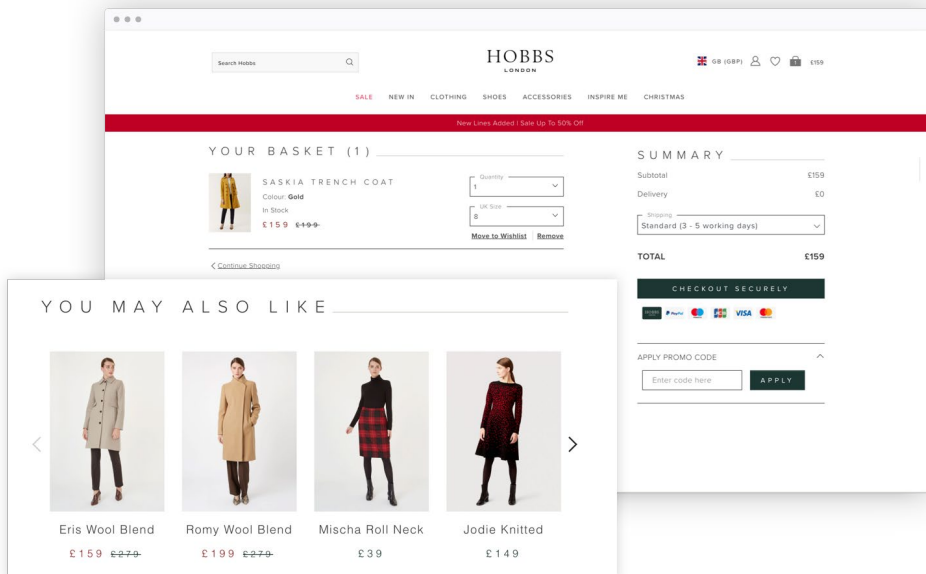 Search Hobbs
HOBBS
LONDON
GB (GBP)
£159
SALE NEW IN CLOTHING SHOES ACCESSORIES INSPIRE ME CHRISTMAS
New Lines Added | Sale Up To 50% Off
YOUR BASKET (1)
SASKIA TRENCH COAT
Colour: Gold
In Stock
£159 £199
Quantity
1
UK Size
8
Move to Wishlist | Remove
Continue Shopping
SUMMARY
Subtotal £159
Delivery £0
Shipping
Standard (3 - 5 working days)
TOTAL £159
CHECKOUT SECURELY
HOBBS PayPal JCB VISA
APPLY PROMO CODE
Enter code here
APPLY
YOU MAY ALSO LIKE
Eris Wool Blend
£159 £279
Romy Wool Blend
£199 £279
Mischa Roll Neck
£39
Jodie Knitted
£149